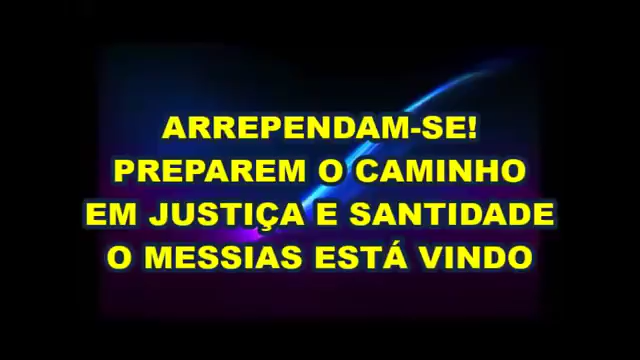 ARREPENDAM-SE!
PREPAREM O CAMINHO
EM JUSTIÇA E SANTIDADE
O MESSIAS ESTÁ VINDO